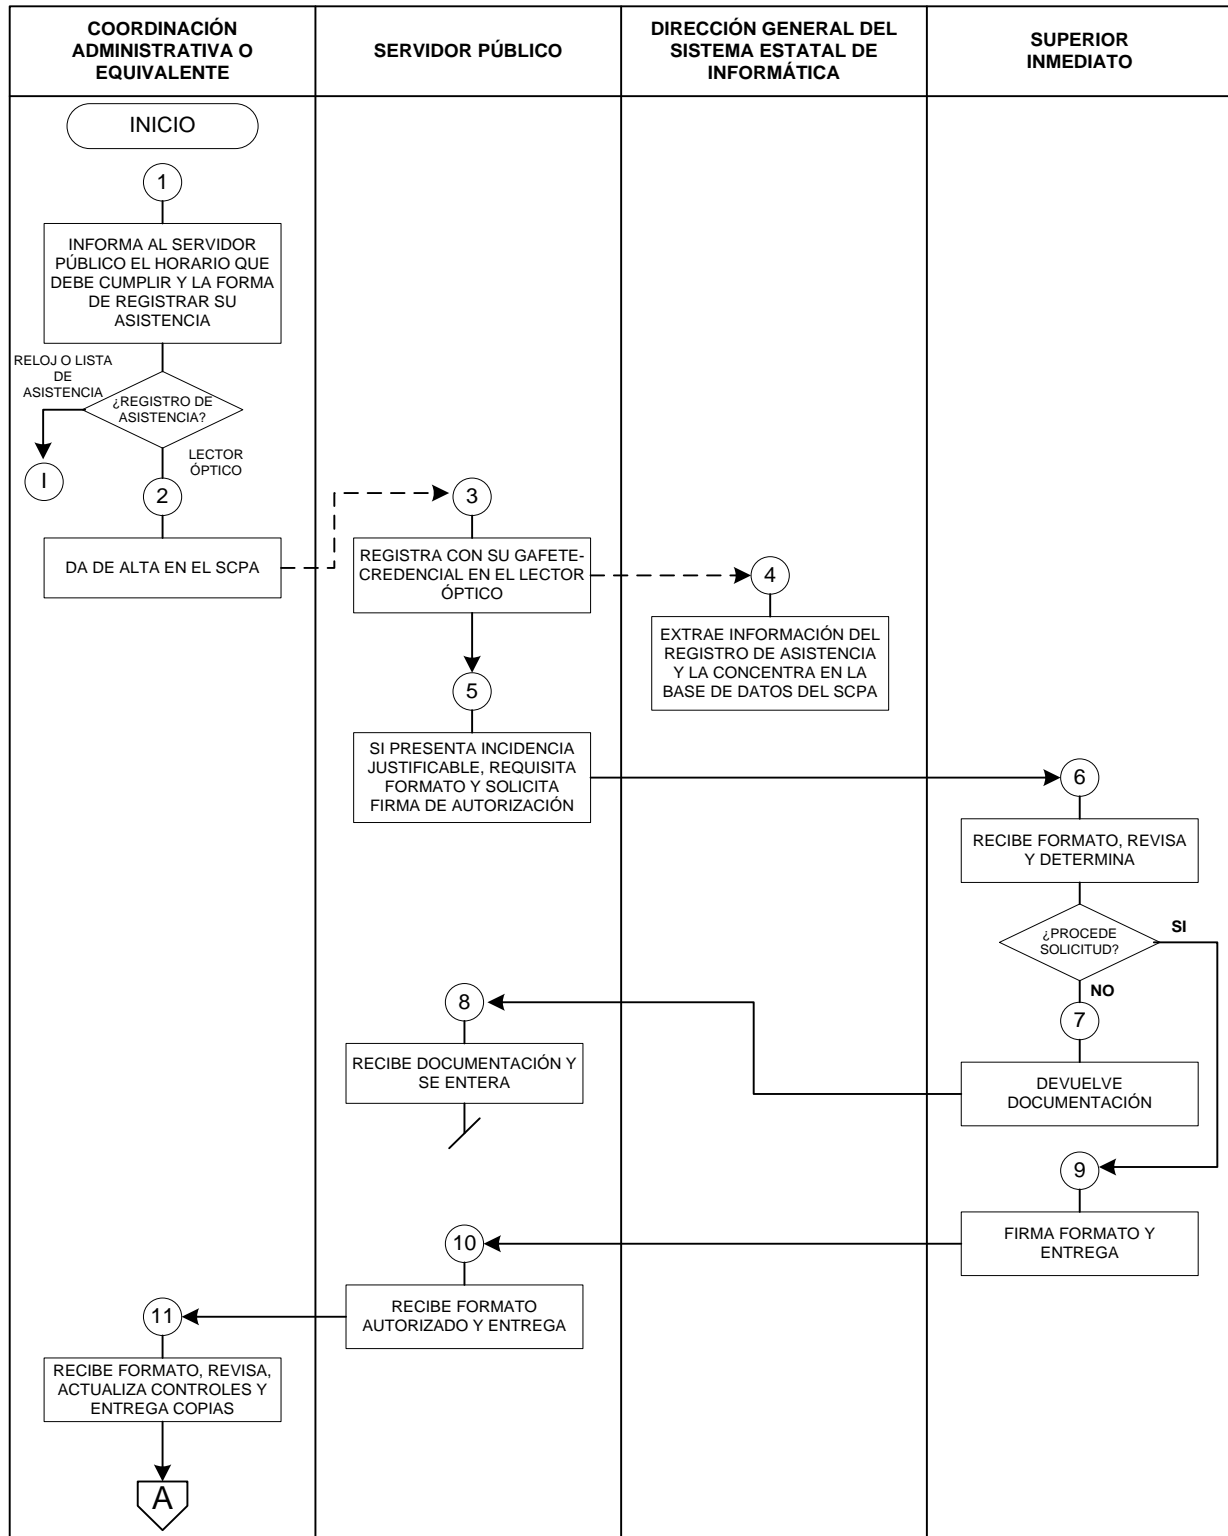 COORDINACIÓN
ADMINISTRATIVA O
EQUIVALENTE
SERVIDOR PÚBLICO
DIRECCIÓN GENERAL DEL
SISTEMA ESTATAL DE
INFORMÁTICA
SUPERIOR
INMEDIATO
INICIO
1
INFORMA AL SERVIDOR
PÚBLICO EL HORARIO QUE
DEBE CUMPLIR Y LA FORMA
DE REGISTRAR SU
ASISTENCIA
RELOJ O LISTA
DE
ASISTENCIA
¿REGISTRO DE
ASISTENCIA?
LECTOR
ÓPTICO
I
2
DA DE ALTA EN EL SCPA
3
REGISTRA CON SU GAFETE-
CREDENCIAL EN EL LECTOR
ÓPTICO
4
EXTRAE INFORMACIÓN DEL
REGISTRO DE ASISTENCIA
Y LA CONCENTRA EN LA
BASE DE DATOS DEL SCPA
5
SI PRESENTA INCIDENCIA
JUSTIFICABLE, REQUISITA
FORMATO Y SOLICITA
FIRMA DE AUTORIZACIÓN
6
RECIBE FORMATO, REVISA
Y DETERMINA
¿PROCEDE
SOLICITUD?
SI
NO
7
DEVUELVE
DOCUMENTACIÓN
8
RECIBE DOCUMENTACIÓN Y
SE ENTERA
9
FIRMA FORMATO Y
ENTREGA
10
RECIBE FORMATO
AUTORIZADO Y ENTREGA
11
RECIBE FORMATO, REVISA,
ACTUALIZA CONTROLES Y
ENTREGA COPIAS
A